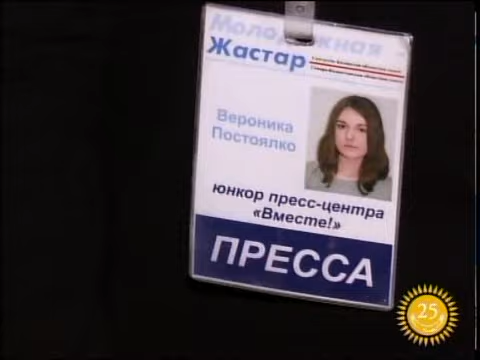 Молодежная
Жастар
Вероника
Постоялко
юнкор пресс-центра
«Вместе!»
ПРЕССА
25